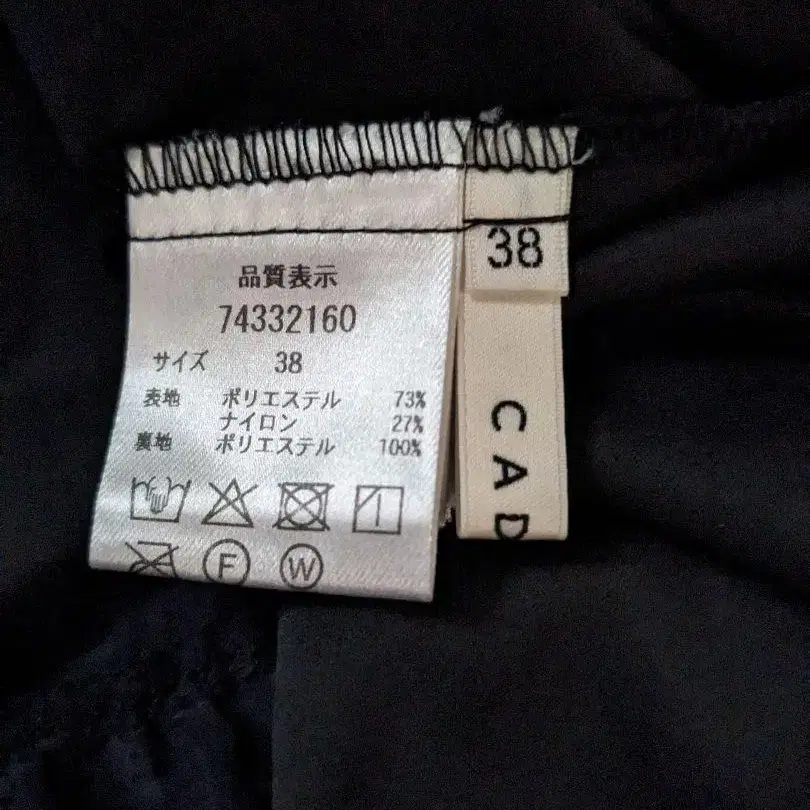 品質表示
74332160
サイズ 38
表地 ポリエステル 73%
ナイロン 27%
裏地 ポリエステル 100%
F W
38
CAD